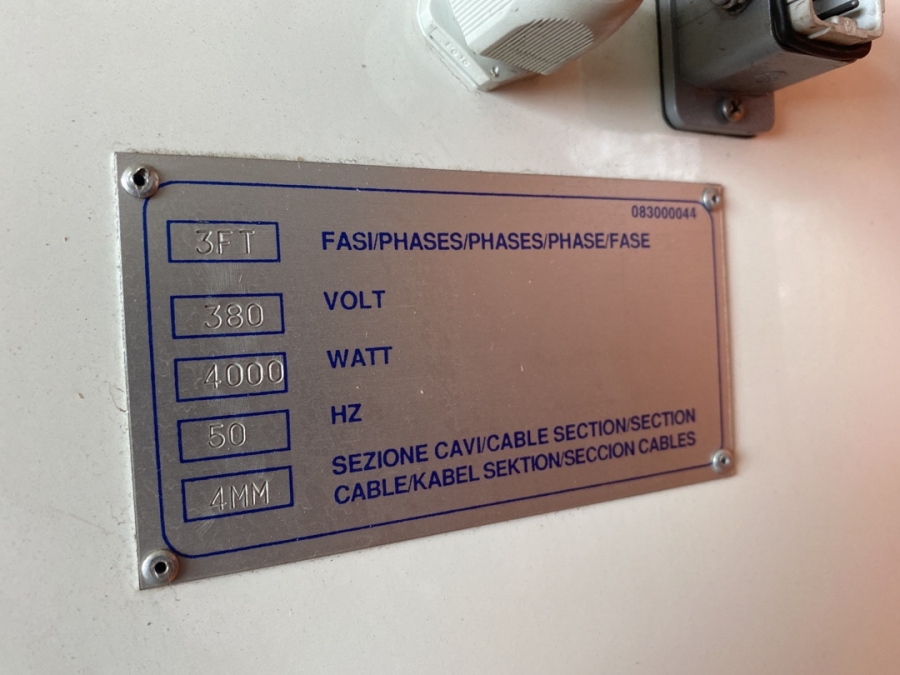 083000044
3FT FASI/PHASES/PHASES/PHASE/FASE
380 VOLT
4000 WATT
50 HZ
4MM SEZIONE CAVI/CABLE SECTION/SECTION
CABLE/KABEL SEKTION/SECCION CABLES